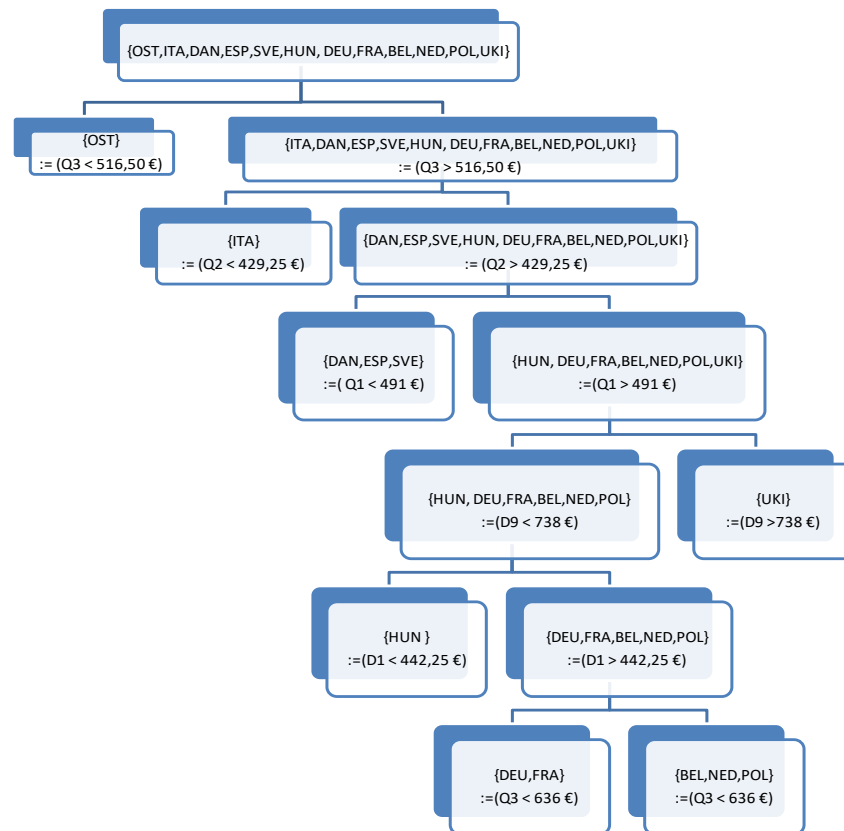 {OST,ITA,DAN,ESP,SVE,HUN, DEU,FRA,BEL,NED,POL,UKI}
{OST}
:= (Q3 < 516,50 €)
{ITA,DAN,ESP,SVE,HUN, DEU,FRA,BEL,NED,POL,UKI}
:= (Q3 > 516,50 €)
{ITA}
:= (Q2 < 429,25 €)
{DAN,ESP,SVE,HUN, DEU,FRA,BEL,NED,POL,UKI}
:= (Q2 > 429,25 €)
{DAN,ESP,SVE}
:=( Q1 < 491 €)
{HUN, DEU,FRA,BEL,NED,POL,UKI}
:=(Q1 > 491 €)
{HUN, DEU,FRA,BEL,NED,POL}
:=(D9 < 738 €)
{UKI}
:=(D9 >738 €)
{HUN }
:=(D1 < 442,25 €)
{DEU,FRA,BEL,NED,POL}
:=(D1 > 442,25 €)
{DEU,FRA}
:=(Q3 < 636 €)
{BEL,NED,POL}
:=(Q3 < 636 €)